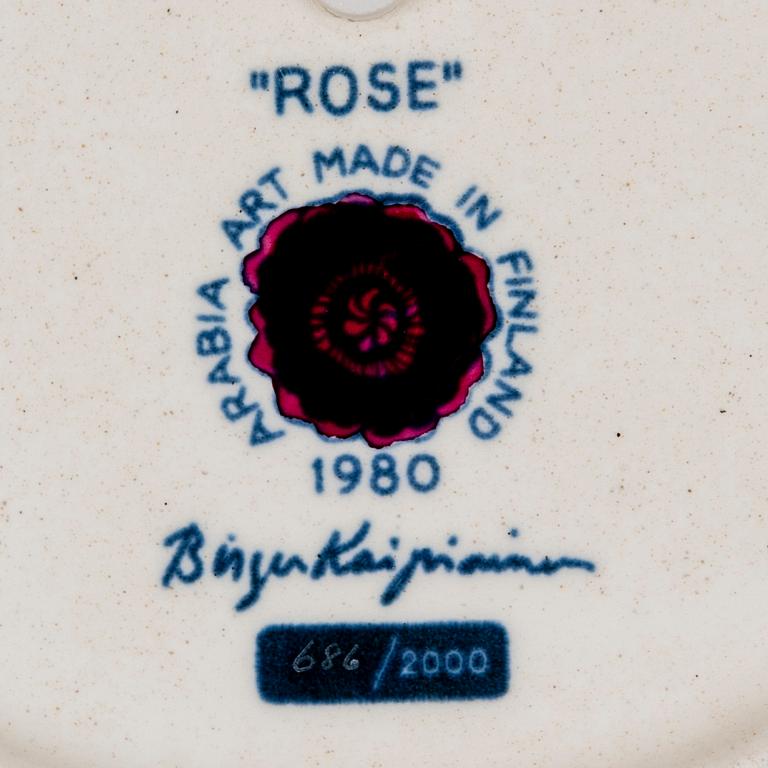 "ROSE"
ARABIA ART MADE IN FINLAND
1980
Birger Kaipiainen
686/2000